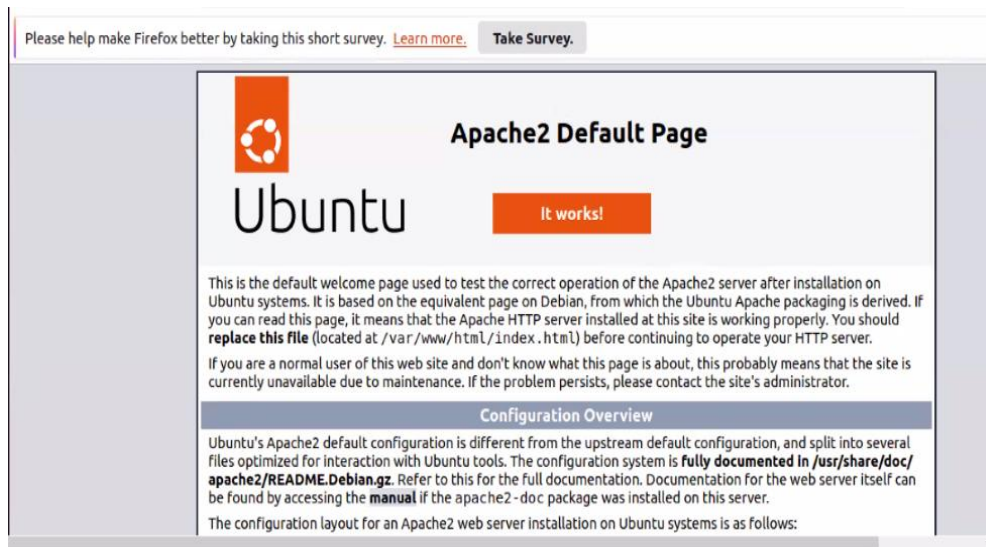 Please help make Firefox better by taking this short survey. Learn more. Take Survey.
Apache2 Default Page
Ubuntu
It works!
This is the default welcome page used to test the correct operation of the Apache2 server after installation on
Ubuntu systems. It is based on the equivalent page on Debian, from which the Ubuntu Apache packaging is derived. If
you can read this page, it means that the Apache HTTP server installed at this site is working properly. You should
replace this file (located at /var/www/html/index.html) before continuing to operate your HTTP server.
If you are a normal user of this web site and don't know what this page is about, this probably means that the site is
currently unavailable due to maintenance. If the problem persists, please contact the site's administrator.
Configuration Overview
Ubuntu's Apache2 default configuration is different from the upstream default configuration, and split into several
files optimized for interaction with Ubuntu tools. The configuration system is fully documented in /usr/share/doc/
apache2/README.Debian.gz. Refer to this for the full documentation. Documentation for the web server itself can
be found by accessing the manual if the apache2-doc package was installed on this server.
The configuration layout for an Apache2 web server installation on Ubuntu systems is as follows: